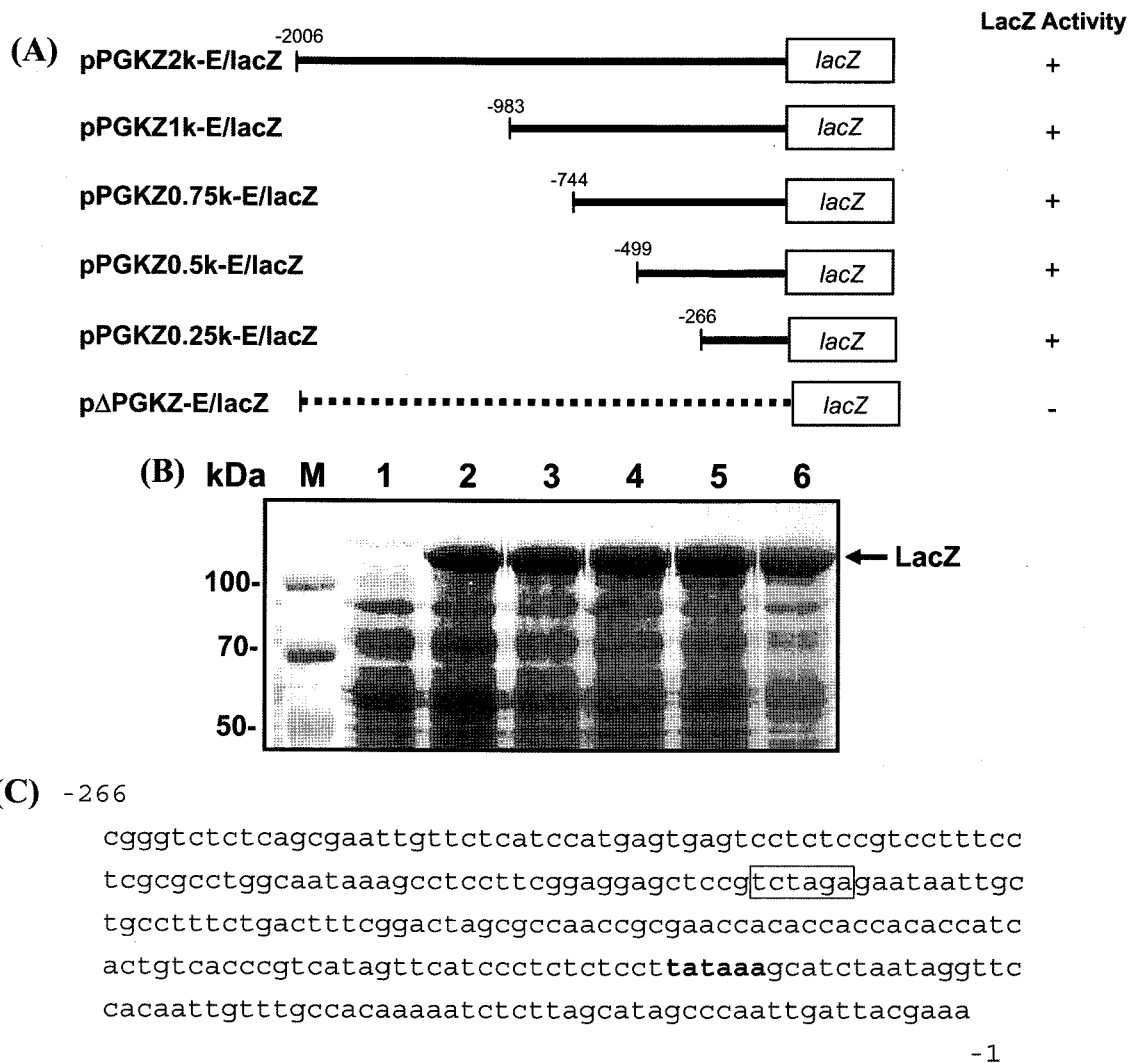 LacZ Activity
(A)
-2006
pPGKZ2k-E/lacZ lacZ +
-983
pPGKZ1k-E/lacZ lacZ +
-744
pPGKZ0.75k-E/lacZ lacZ +
-499
pPGKZ0.5k-E/lacZ lacZ +
-266
pPGKZ0.25k-E/lacZ lacZ +
pΔPGKZ-E/lacZ lacZ -
(B) kDa M 1 2 3 4 5 6
LacZ
100-
70-
50-
(C) -266
cgggtctctcagcgaattgttctcatccatgagtgagtcctctccgtcctttcc
tcgcgcctggcaataaagcctccttcggaggagctccgtctagagaataattgc
tgcctttctgactttcggactagcgccaaccgcgaaccacaccaccacaccatc
actgtcacccgtcatagttcatccctctctccttataaagcatctaataggttc
cacaattgtttgccacaaaaatctcttagcatagcccaattgattacgaaa
-1